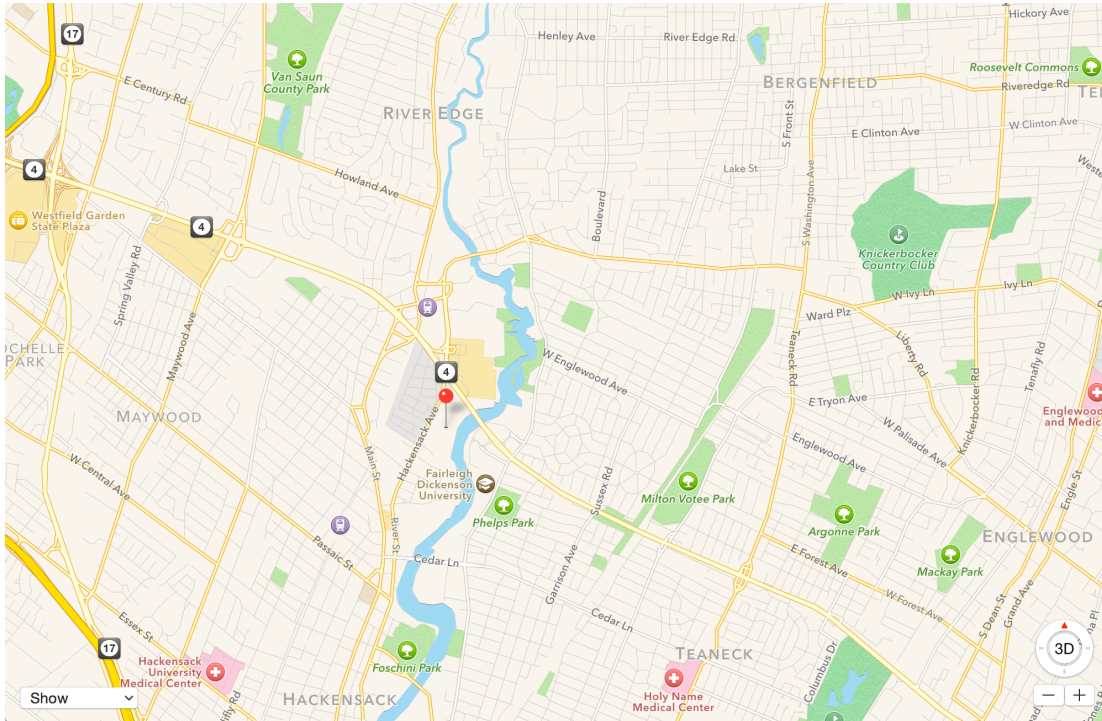 17
Hickory Ave
Henley Ave
River Edge Rd
Van Saun
County Park
BERGENFIELD
Roosevelt Commons
Riveredge Rd
E Century Rd
RIVER EDGE
S Front St
E Clinton Ave
W Clinton Ave
4
Howland Ave
Lake St
Boulevard
S Washington Ave
Westfield Garden
State Plaza
4
Knickerbocker
Country Club
Spring Valley Rd
W Ivy Ln
Ivy Ln
Ward Plz
Maywood Ave
Teaneck Rd
Liberty Rd
Tenafly Rd
OCHELLE
PARK
W Englewood Ave
4
E Tryon Ave
Knickerbocker Rd
Englewood
and Medic
MAYWOOD
Hackensack Ave
W Palisade Ave
Main St
Englewood Ave
W Central Ave
Fairleigh
Dickenson
University
Sussex Rd
Milton Votee Park
Engle St
Phelps Park
Argonne Park
River St
ENGLEWOOD
Passaic St
Cedar Ln
Garrison Ave
E Forest Ave
Mackay Park
W Forest Ave
S Dean St
Grand Ave
Cedar Ln
Essex St
17
Hackensack
University
Medical Center
Foschini Park
TEANECK
Columbus Dr
3D
Show
HACKENSACK
Holy Name
Medical Center